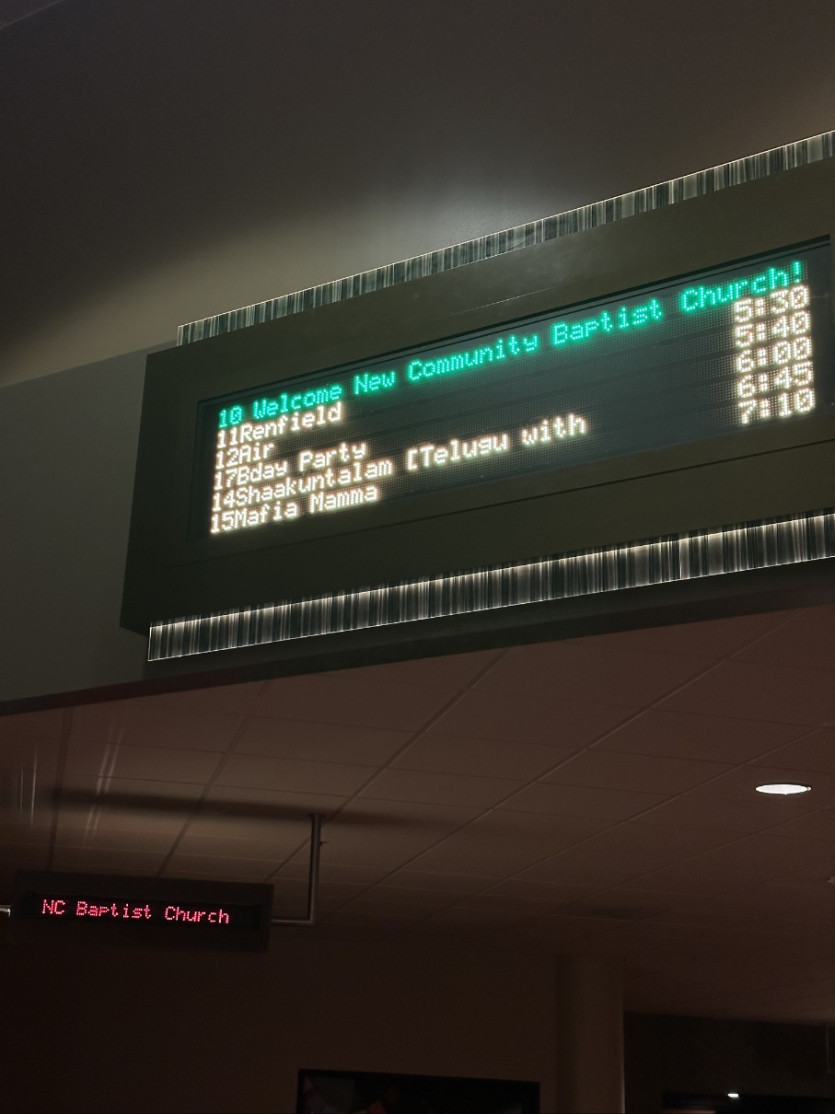 10 Welcome New Community Baptist Church!
11Renfield 5:30
12Air 5:40
17Bday Party 6:00
14Shaakuntalam [Telugu with 6:45
15Mafia Mamma 7:10
NC Baptist Church